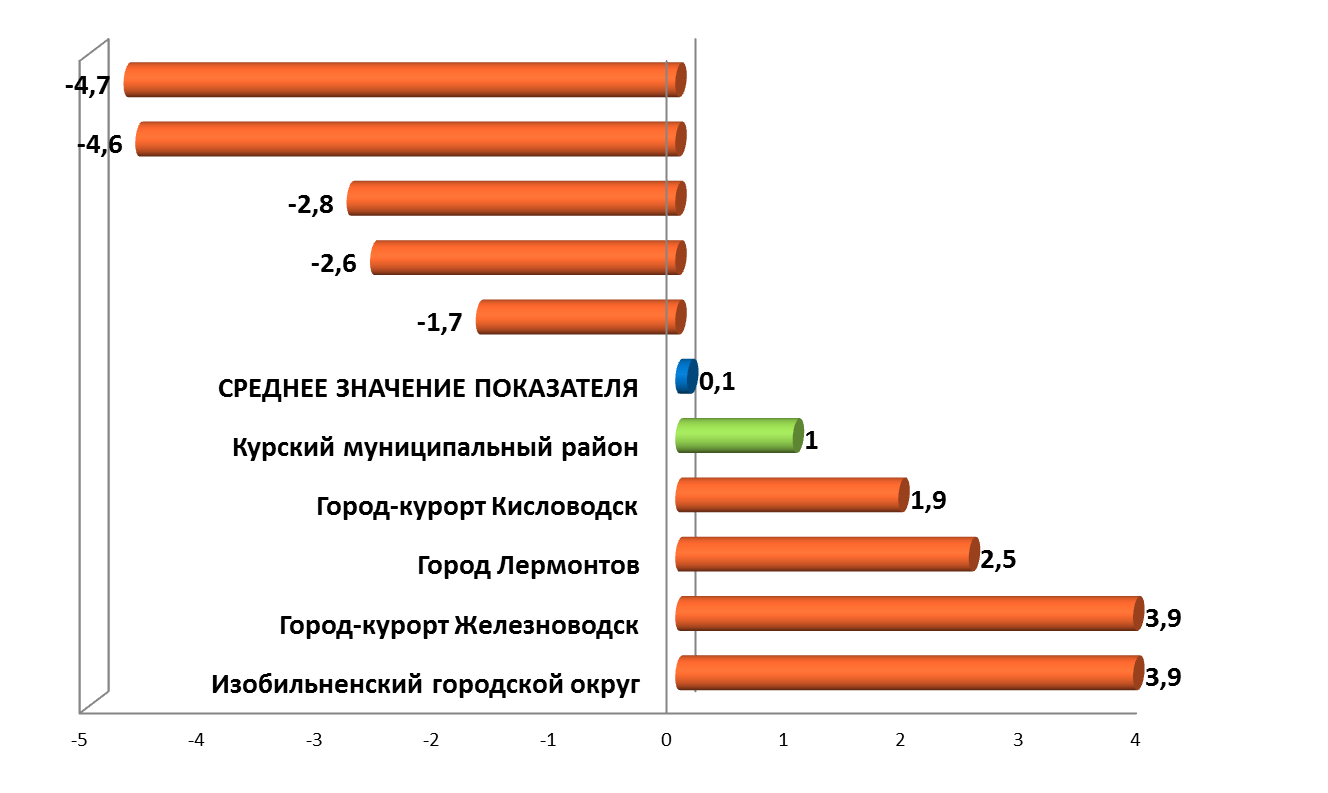 -4,7
-4,6
-2,8
-2,6
-1,7
СРЕДНЕЕ ЗНАЧЕНИЕ ПОКАЗАТЕЛЯ 0,1
Курский муниципальный район 1
Город-курорт Кисловодск 1,9
Город Лермонтов 2,5
Город-курорт Железноводск 3,9
Изобильненский городской округ 3,9
-5 -4 -3 -2 -1 0 1 2 3 4